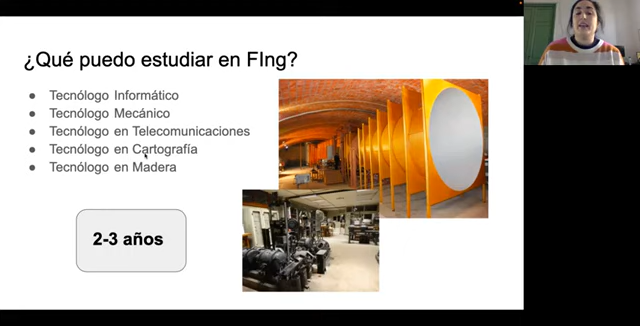 ¿Qué puedo estudiar en FIng?
● Tecnólogo Informático
● Tecnólogo Mecánico
● Tecnólogo en Telecomunicaciones
● Tecnólogo en Cartografía
● Tecnólogo en Madera
2-3 años